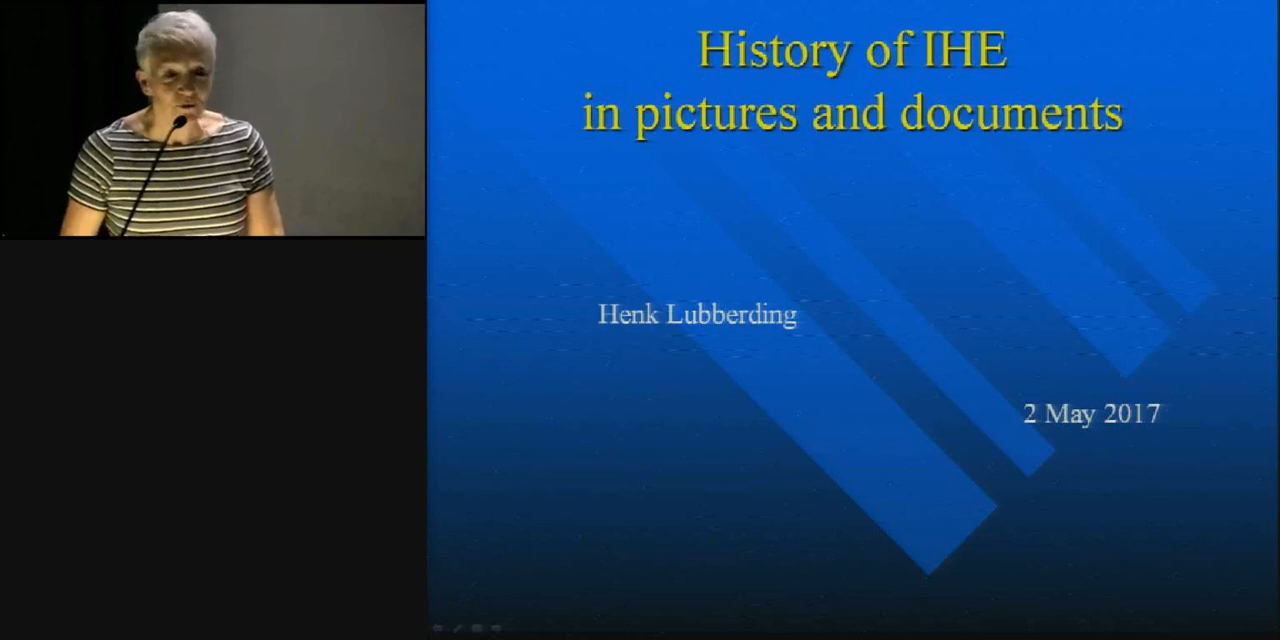 History of IHE
in pictures and documents
Henk Lubberding
2 May 2017